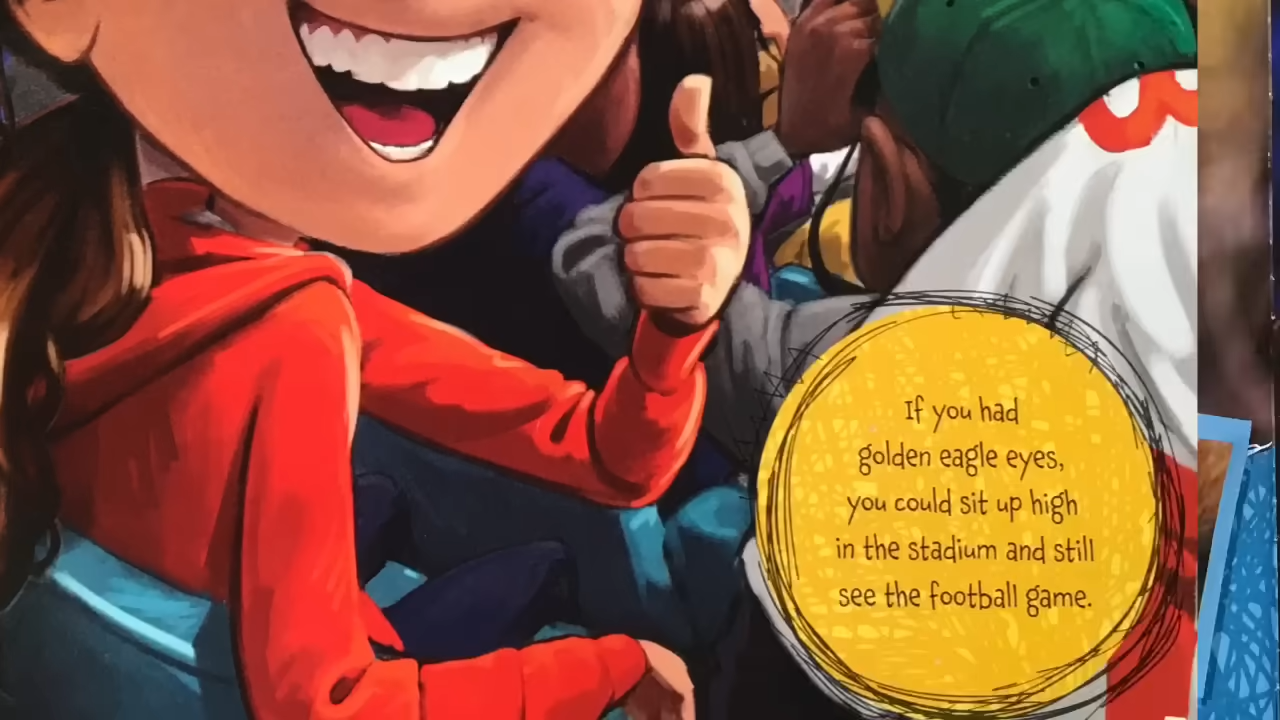 If you had
golden eagle eyes,
you could sit up high
in the stadium and still
see the football game.